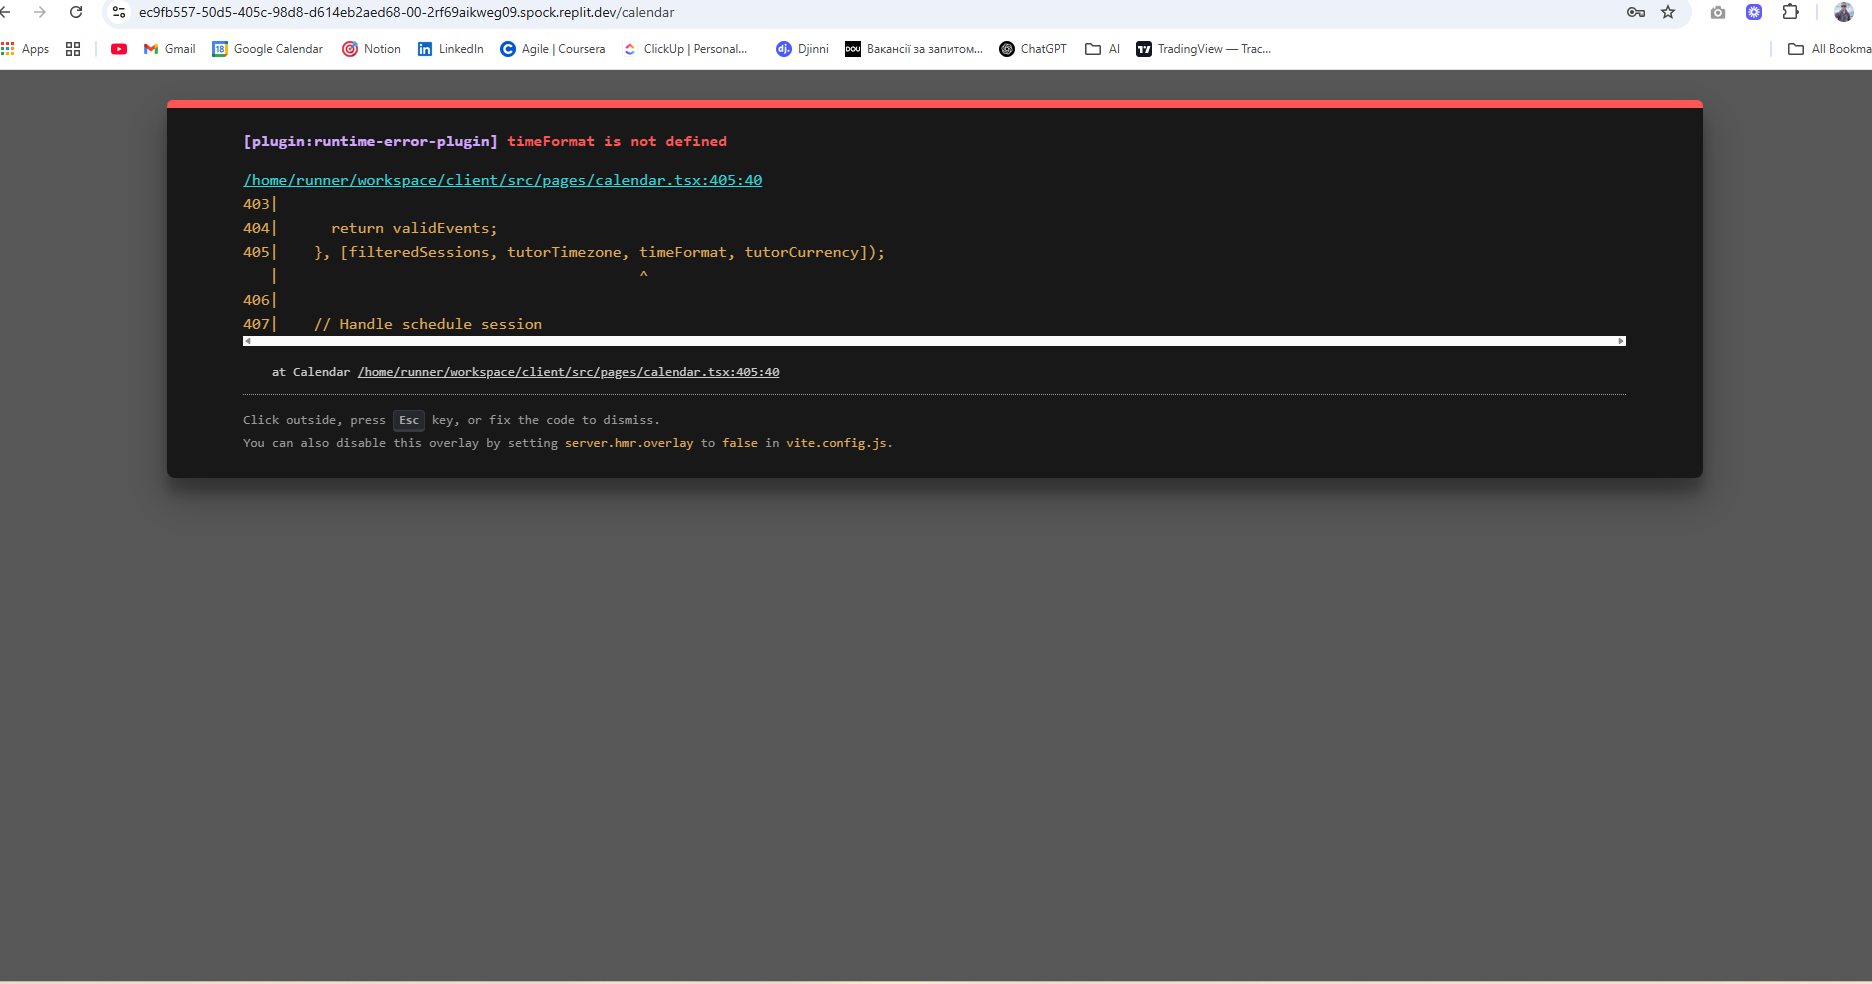 ec9fb557-50d5-405c-98d8-d614eb2aed68-00-2rf69aikweg09.spock.replit.dev/calendar
Apps Gmail 18 Google Calendar Notion in LinkedIn C Agile | Coursera ClickUp | Personal... dj. Djinni DOU Вакансії за запитом... ChatGPT AI TradingView — Trac... All Bookma
[plugin:runtime-error-plugin] timeFormat is not defined
/home/runner/workspace/client/src/pages/calendar.tsx:405:40
403|
404|      return validEvents;
405|    }, [filteredSessions, tutorTimezone, timeFormat, tutorCurrency]);
   |                                         ^
406|
407|    // Handle schedule session
at Calendar /home/runner/workspace/client/src/pages/calendar.tsx:405:40
Click outside, press Esc key, or fix the code to dismiss.
You can also disable this overlay by setting server.hmr.overlay to false in vite.config.js.